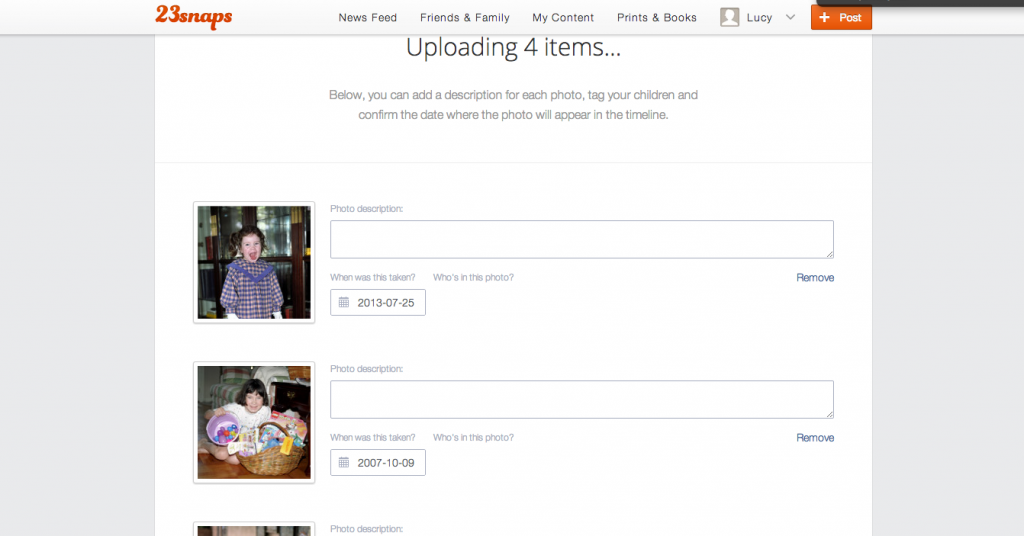 23snaps
News Feed
Friends & Family
My Content
Prints & Books
Lucy
+ Post
Uploading 4 items...
Below, you can add a description for each photo, tag your children and
confirm the date where the photo will appear in the timeline.
Photo description:
When was this taken?
Who's in this photo?
Remove
2013-07-25
Photo description:
When was this taken?
Who's in this photo?
Remove
2007-10-09
Photo description: